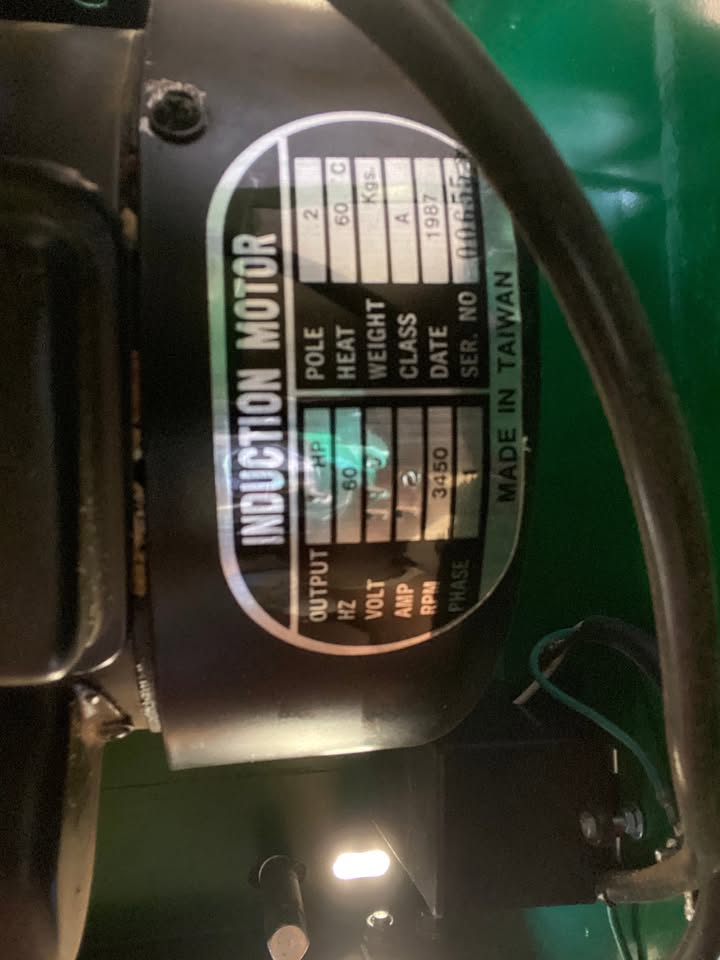 INDUCTION MOTOR
OUTPUT HP
HZ 60
VOLT
AMP
RPM 3450
PHASE 1
POLE 2
HEAT 60 °C
WEIGHT Kgs.
CLASS A
DATE 1987
SER. NO
MADE IN TAIWAN